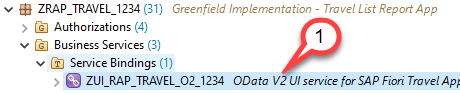 ZRAP_TRAVEL_1234 (31) Greenfield Implementation - Travel List Report App
Authorizations (4)
Business Services (3)
Service Bindings (1)
ZUI_RAP_TRAVEL_O2_1234 OData V2 UI service for SAP Fiori Travel App
1